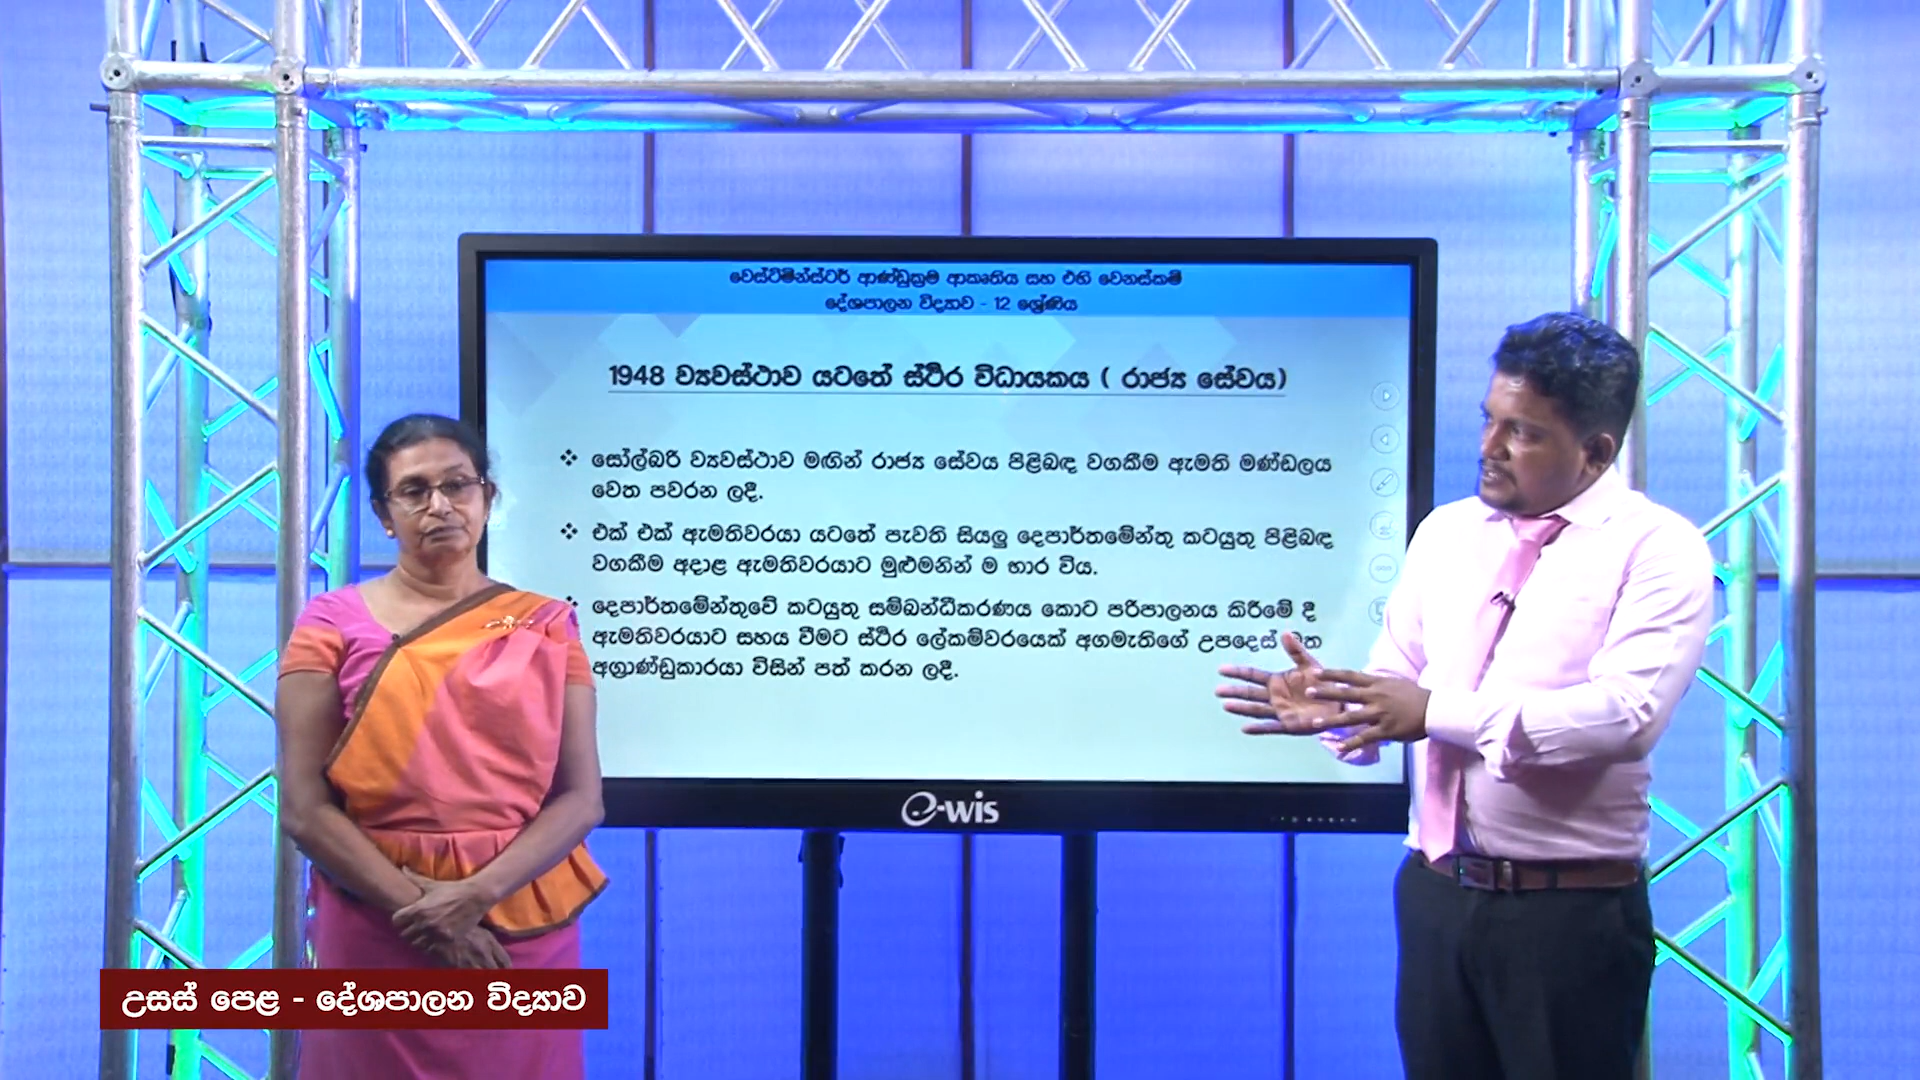 වෙස්ට්මින්ස්ටර් ආණ්ඩුක්‍රම ආකෘතිය සහ එහි වෙනස්කම්
දේශපාලන විද්‍යාව - 12 ශ්‍රේණිය
1948 ව්‍යවස්ථාව යටතේ ස්ථිර විධායකය ( රාජ්‍ය සේවය)
❖ සෝල්බරි ව්‍යවස්ථාව මඟින් රාජ්‍ය සේවය පිළිබඳ වගකීම ඇමති මණ්ඩලය
වෙත පවරන ලදී.
❖ එක් එක් ඇමතිවරයා යටතේ පැවති සියලු දෙපාර්තමේන්තු කටයුතු පිළිබඳ
වගකීම අදාළ ඇමතිවරයාට මුළුමනින් ම භාර විය.
දෙපාර්තමේන්තුවේ කටයුතු සම්බන්ධීකරණය කොට පරිපාලනය කිරීමේ දී
ඇමතිවරයාට සහය වීමට ස්ථිර ලේකම්වරයෙක් අගමැතිගේ උපදෙස්
අග්‍රාණ්ඩුකාරයා විසින් පත් කරන ලදී.
e-wis
උසස් පෙළ - දේශපාලන විද්‍යාව